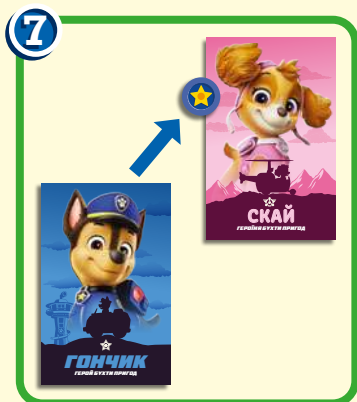 7
СКАЙ
ГЕРОЇНЯ БУХТИ ПРИГОД
ГОНЧИК
ГЕРОЙ БУХТИ ПРИГОД